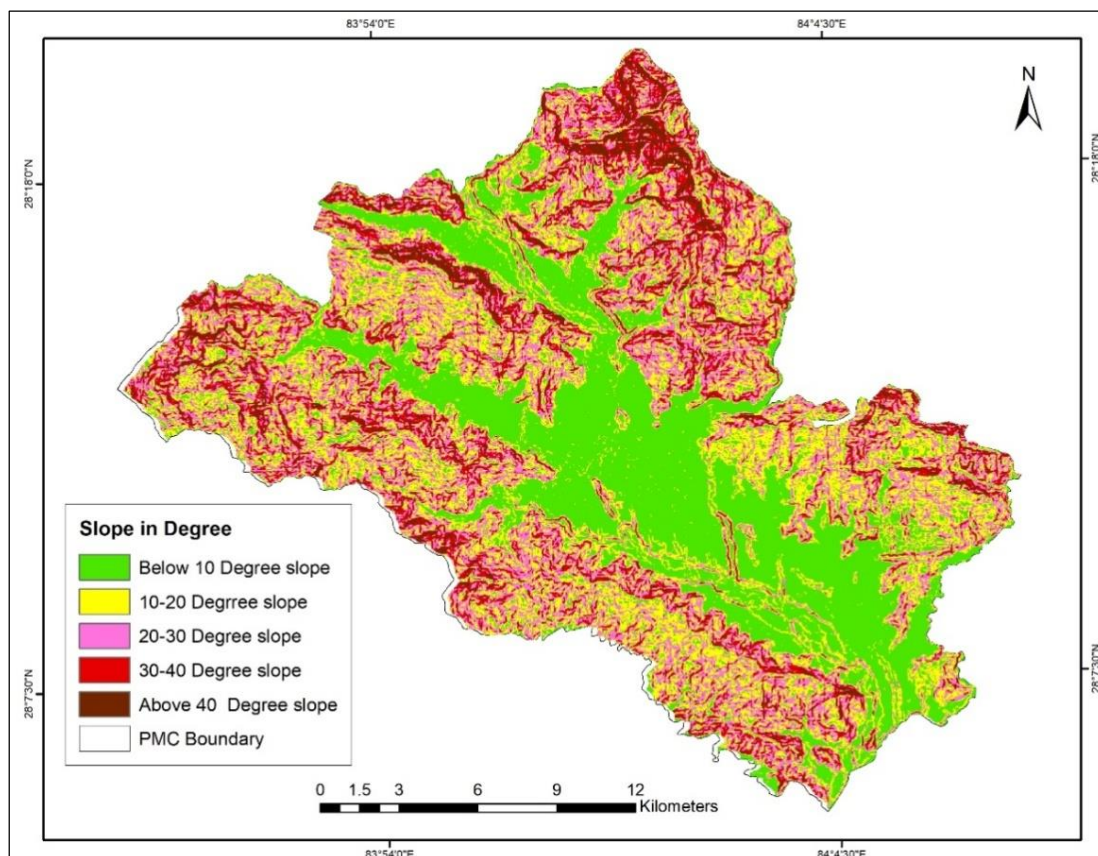 83°54'0"E 84°4'30"E
N
28°18'0"N 28°18'0"N
Slope in Degree
Below 10 Degree slope
10-20 Degrree slope
20-30 Degree slope
30-40 Degree slope
Above 40 Degree slope
PMC Boundary
28°7'30"N 28°7'30"N
0 1.5 3 6 9 12
Kilometers
83°54'0"E 84°4'30"E